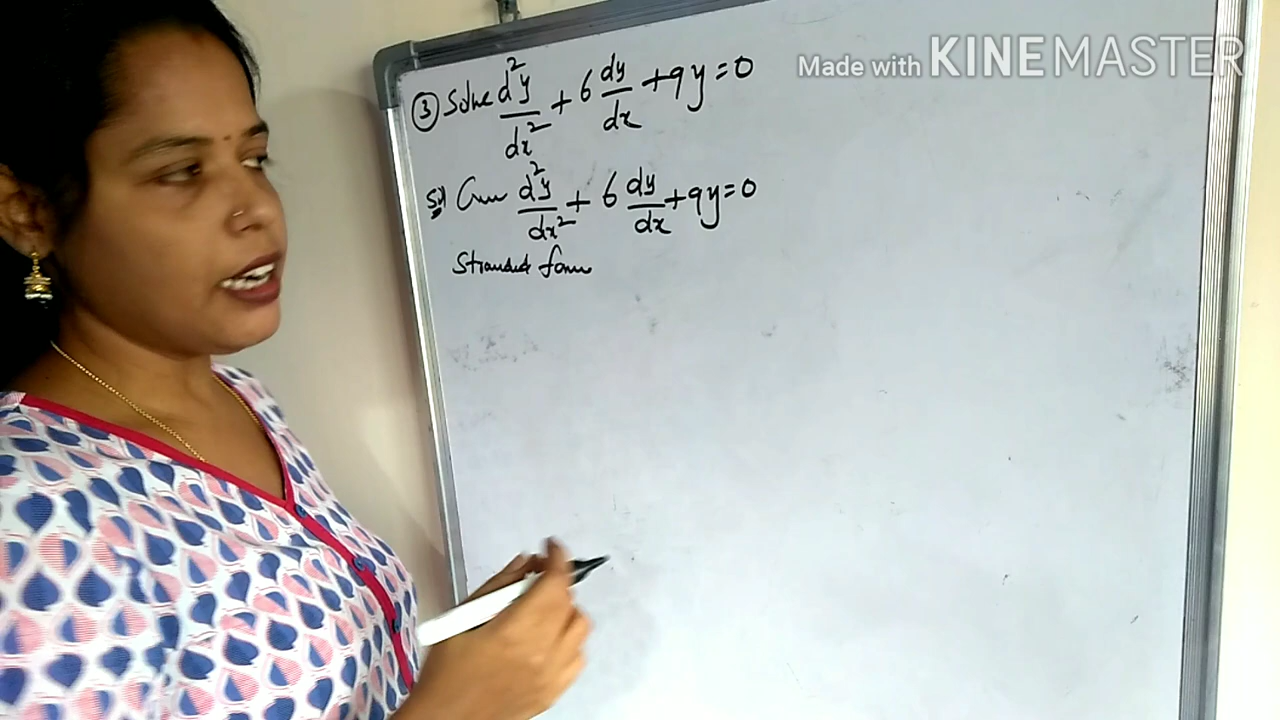 ③ Solve d²y/dx² + 6 dy/dx + 9y = 0
Sol) Given d²y/dx² + 6 dy/dx + 9y = 0
Standard form
Made with KINEMASTER